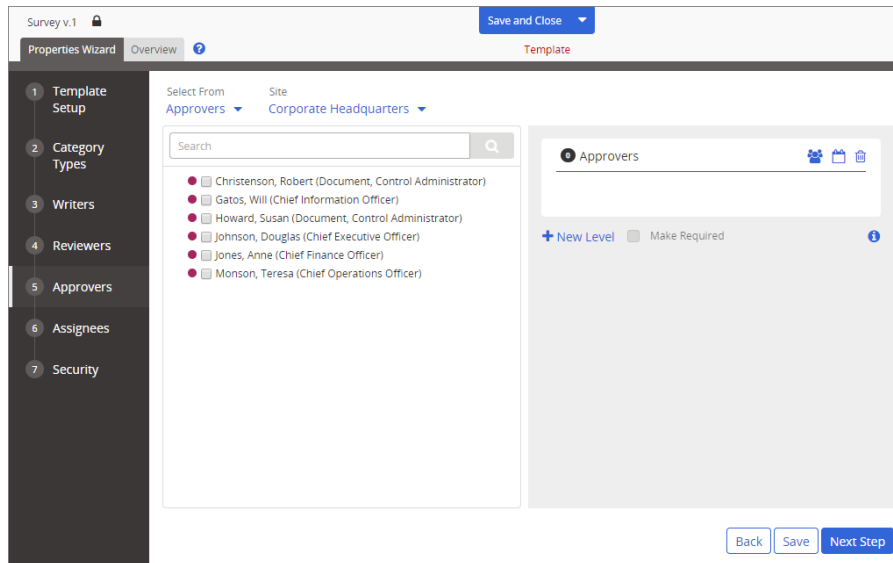 Survey v.1
Save and Close
Properties Wizard
Overview
?
Template
1 Template Setup
2 Category Types
3 Writers
4 Reviewers
5 Approvers
6 Assignees
7 Security
Select From
Site
Approvers
Corporate Headquarters
Search
Christenson, Robert (Document, Control Administrator)
Gatos, Will (Chief Information Officer)
Howard, Susan (Document, Control Administrator)
Johnson, Douglas (Chief Executive Officer)
Jones, Anne (Chief Finance Officer)
Monson, Teresa (Chief Operations Officer)
0 Approvers
New Level
Make Required
Back
Save
Next Step